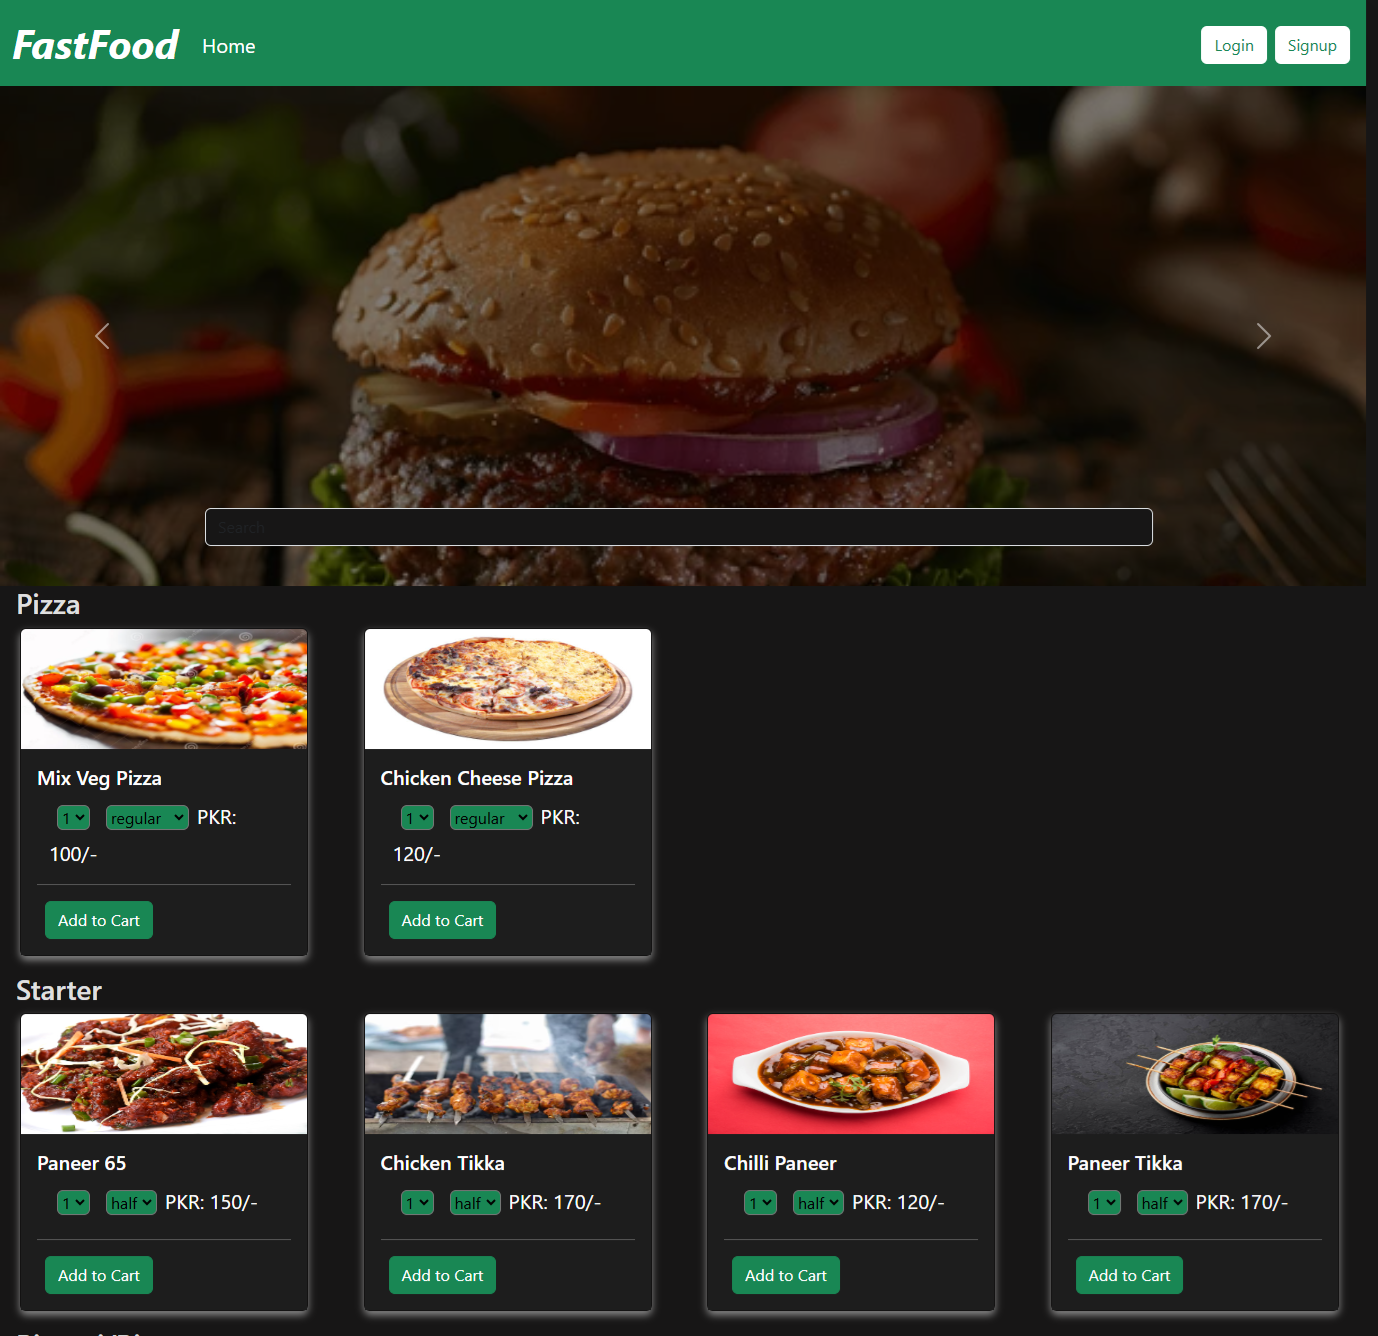 FastFood Home Login Signup
Search
Pizza
Mix Veg Pizza
1 regular PKR:
100/-
Add to Cart
Chicken Cheese Pizza
1 regular PKR:
120/-
Add to Cart
Starter
Paneer 65
1 half PKR: 150/-
Add to Cart
Chicken Tikka
1 half PKR: 170/-
Add to Cart
Chilli Paneer
1 half PKR: 120/-
Add to Cart
Paneer Tikka
1 half PKR: 170/-
Add to Cart